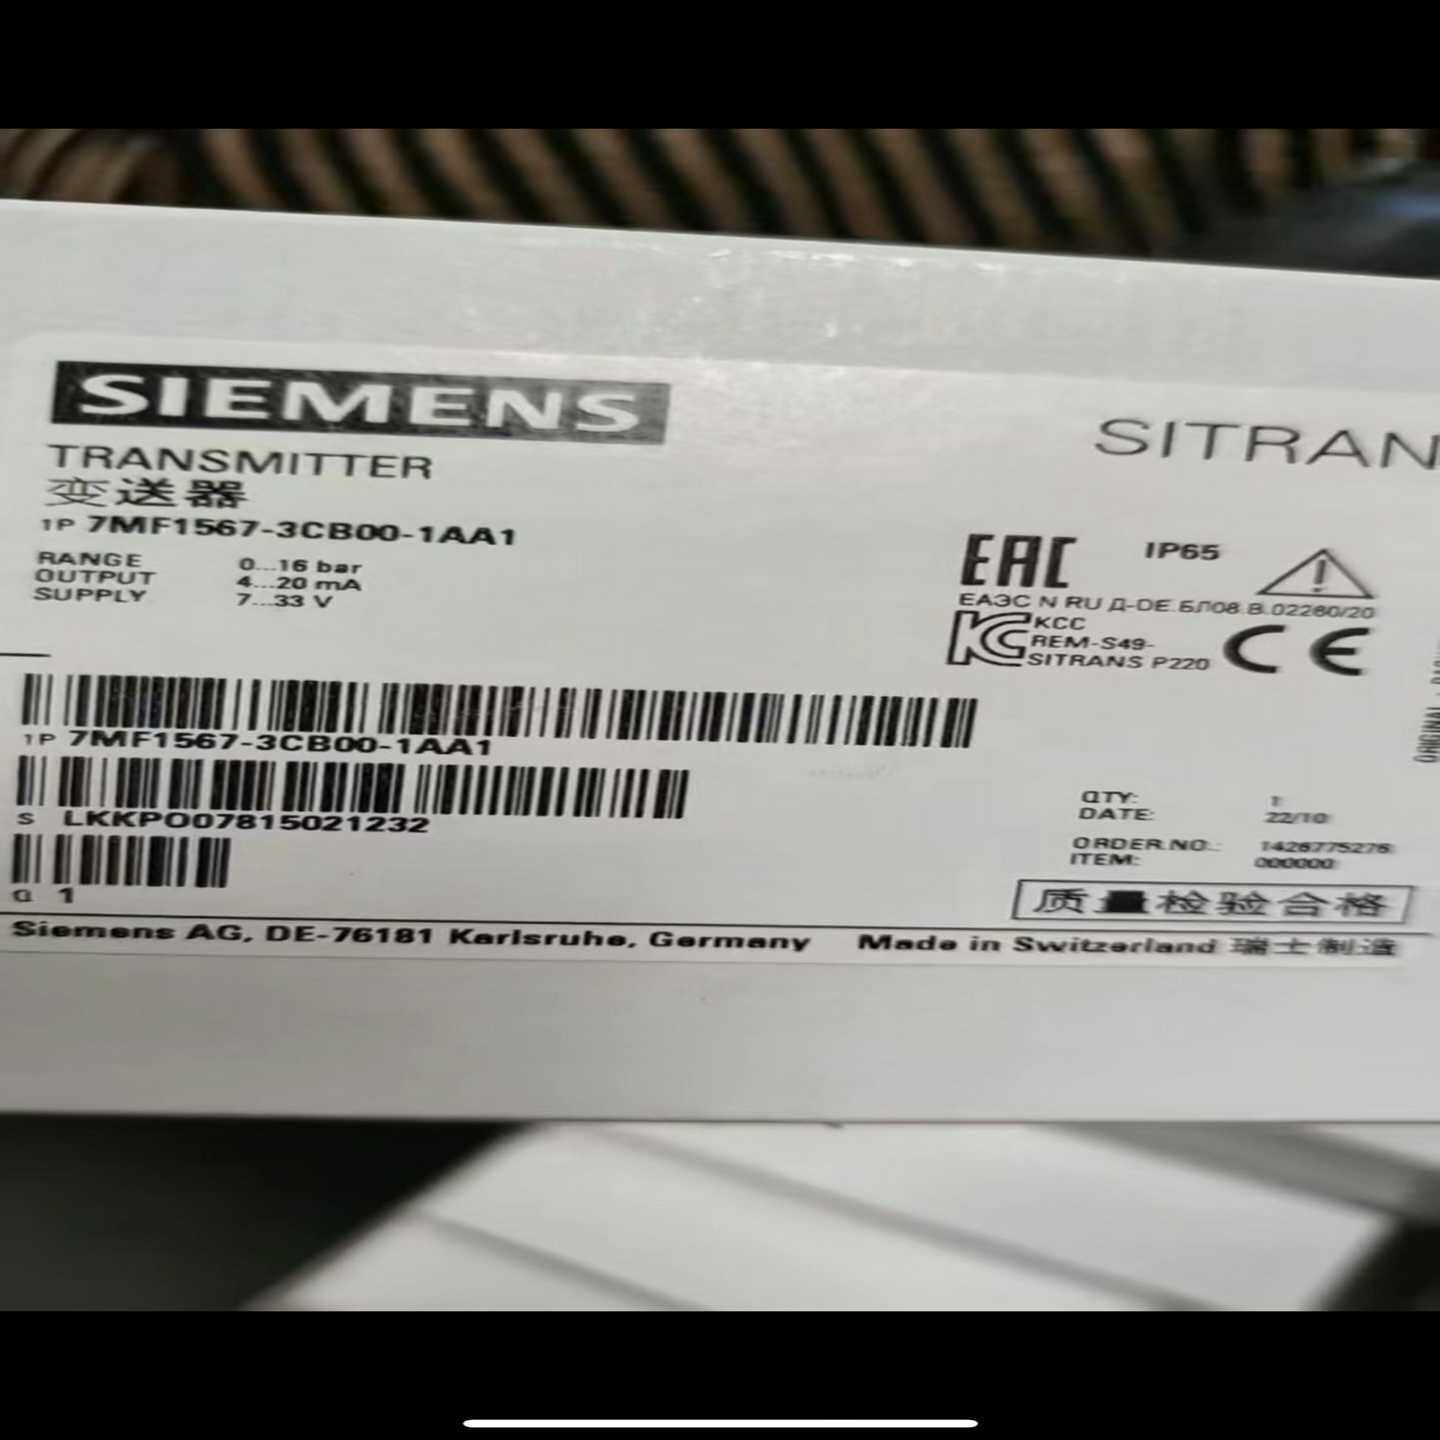 SIEMENS
SITRAN
TRANSMITTER
变送器
1P 7MF1567-3CB00-1AA1
RANGE 0...16 bar
OUTPUT 4...20 mA
SUPPLY 7...33 V
EAC IP65
ЕАЭС N RU Д-DE.БЛ08.В.02260/20
KCC
REM-S49-
SITRANS P220
CE
1P 7MF1567-3CB00-1AA1
S LKKPO07815021232
Q 1
QTY: 1
DATE: 22/10
ORDER.NO.: 1426775276
ITEM: 000000
质量检验合格
ORIGINAL
Siemens AG, DE-76181 Karlsruhe, Germany Made in Switzerland 瑞士制造